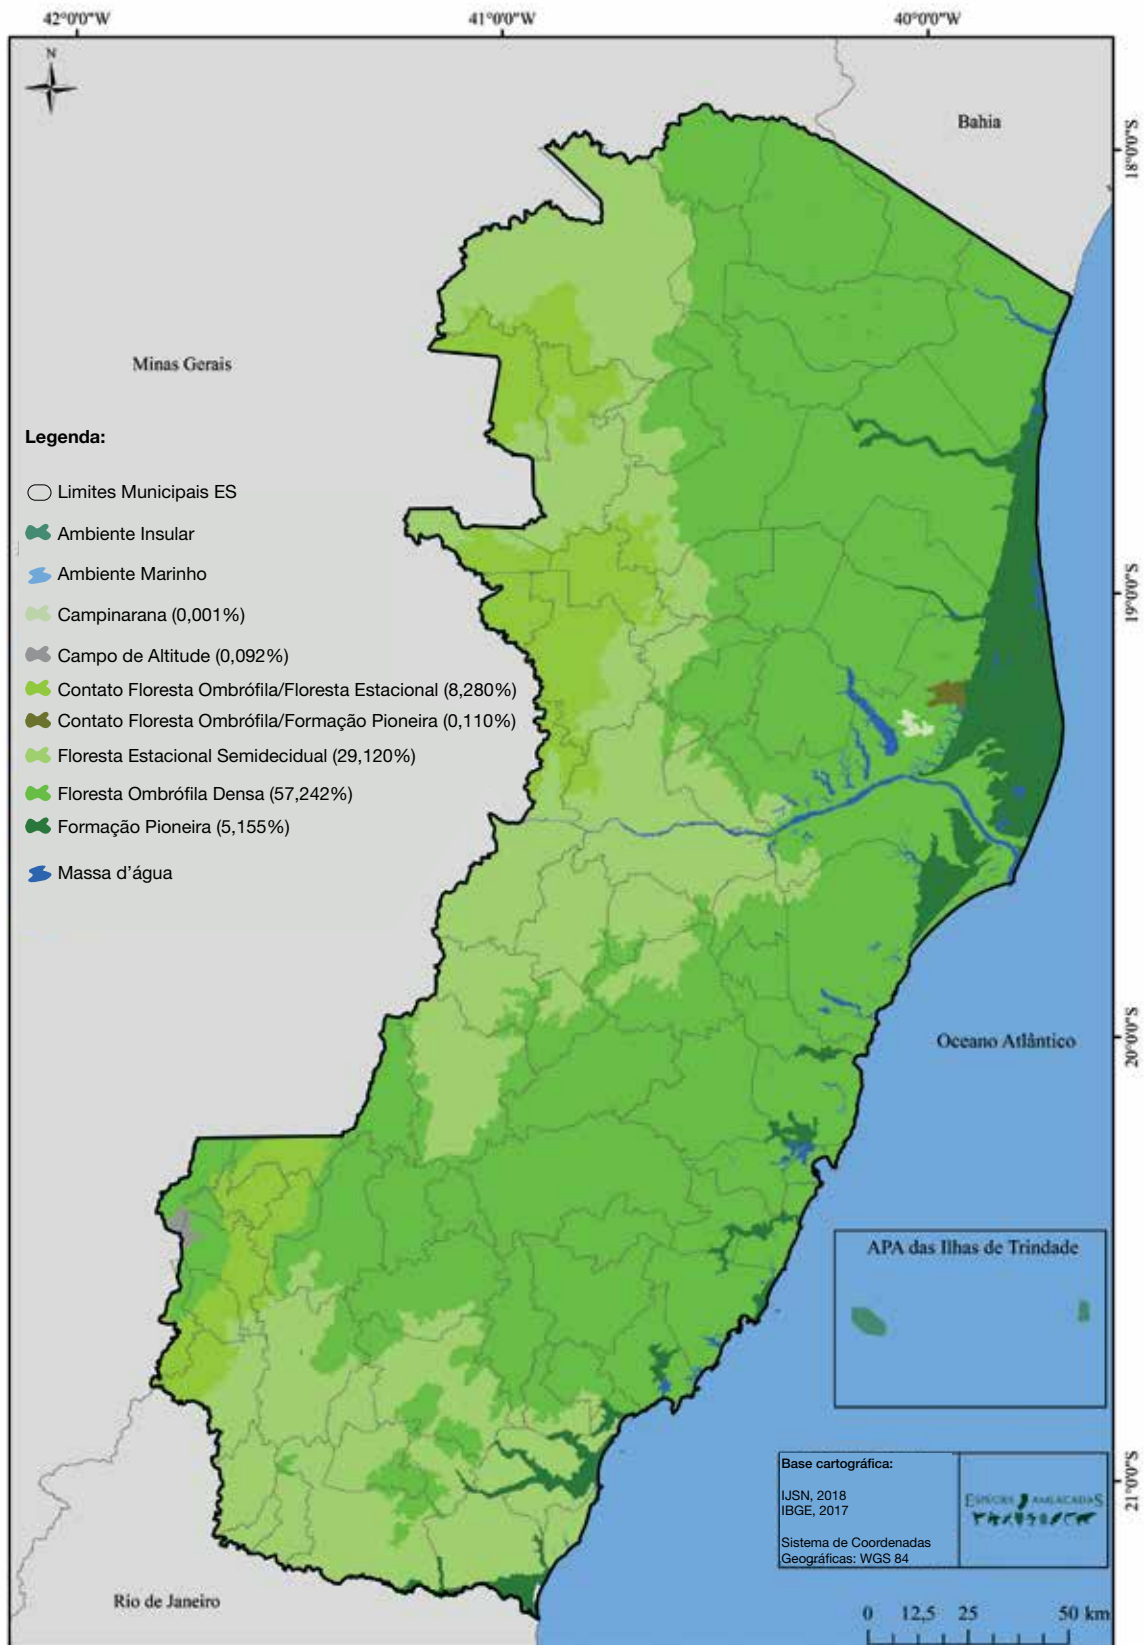 42°0'0"W
41°0'0"W
40°0'0"W
N
Bahia
18°0'0"S
Minas Gerais
Legenda:
Limites Municipais ES
Ambiente Insular
Ambiente Marinho
Campinarana (0,001%)
Campo de Altitude (0,092%)
Contato Floresta Ombrófila/Floresta Estacional (8,280%)
Contato Floresta Ombrófila/Formação Pioneira (0,110%)
Floresta Estacional Semidecidual (29,120%)
Floresta Ombrófila Densa (57,242%)
Formação Pioneira (5,155%)
Massa d'água
19°0'0"S
Oceano Atlântico
20°0'0"S
APA das Ilhas de Trindade
Base cartográfica:
IJSN, 2018
IBGE, 2017
Sistema de Coordenadas
Geográficas: WGS 84
ESPÉCIES AMEAÇADAS
21°0'0"S
Rio de Janeiro
0 12,5 25 50 km